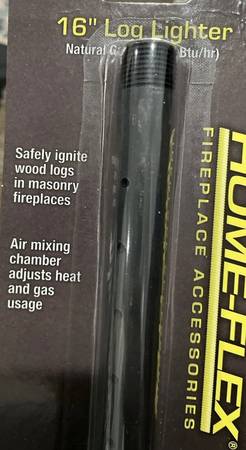 16" Log Lighter
Natural G Btu/hr)
Safely ignite
wood logs
in masonry
fireplaces
Air mixing
chamber
adjusts heat
and gas
usage
HOME-FLEX®
FIREPLACE ACCESSORIES